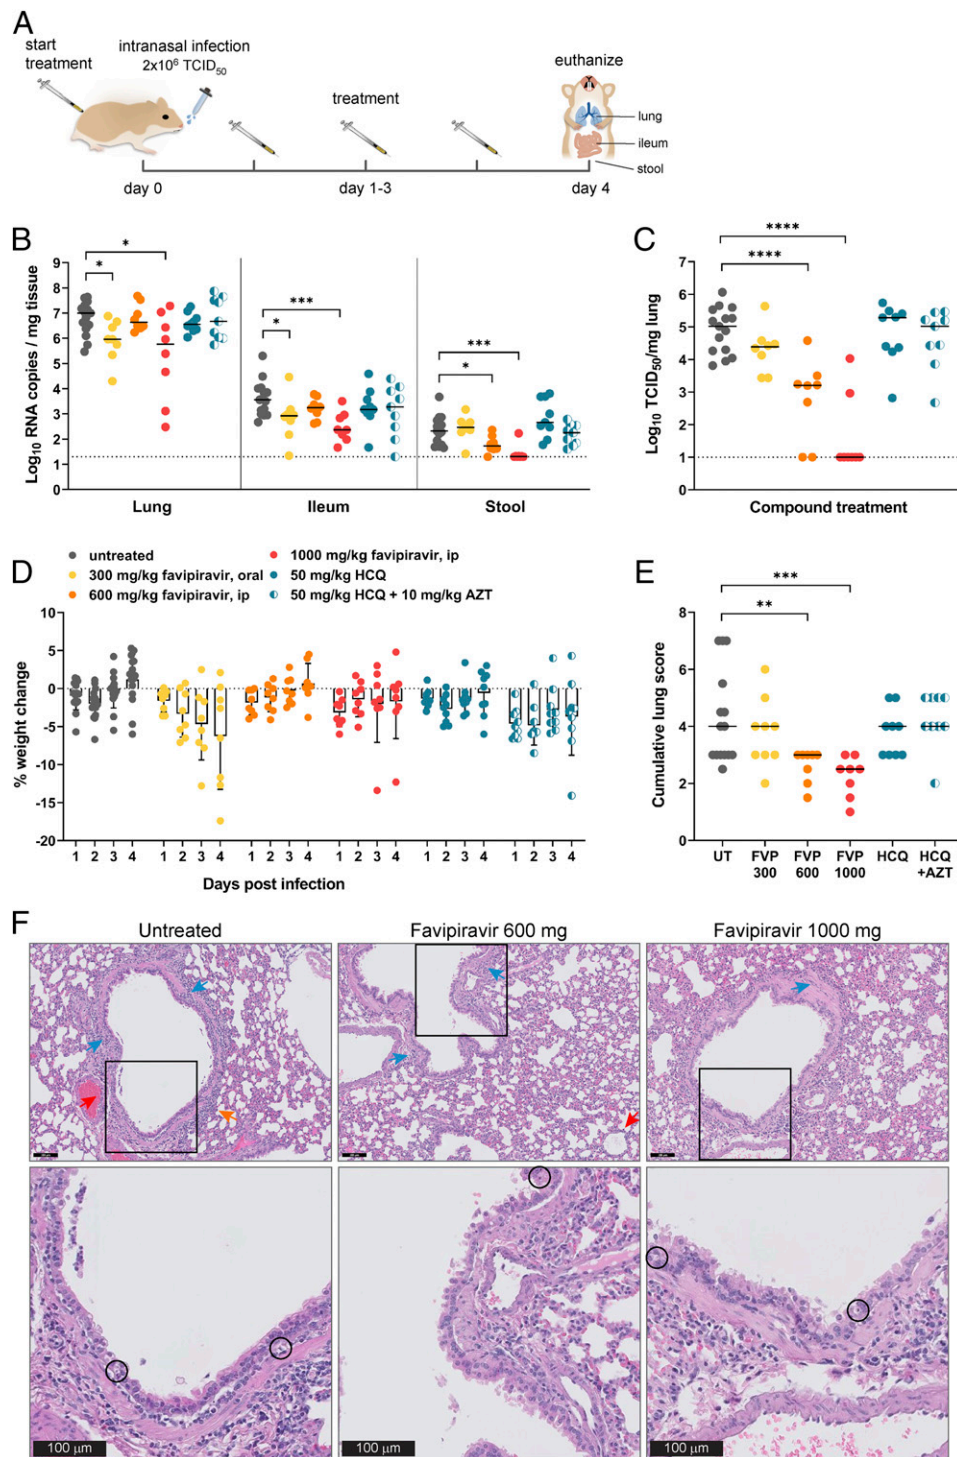 A
start
treatment
intranasal infection
2x10⁶ TCID₅₀
treatment
euthanize
lung
ileum
stool
day 0
day 1-3
day 4
B
Log₁₀ RNA copies / mg tissue
9
8
7
6
5
4
3
2
1
0
*
*
***
*
***
*
Lung
Ileum
Stool
C
Log₁₀ TCID₅₀/mg lung
7
6
5
4
3
2
1
0
****
****
Compound treatment
untreated
300 mg/kg favipiravir, oral
600 mg/kg favipiravir, ip
1000 mg/kg favipiravir, ip
50 mg/kg HCQ
50 mg/kg HCQ + 10 mg/kg AZT
D
% weight change
10
5
0
-5
-10
-15
-20
1 2 3 4 1 2 3 4 1 2 3 4 1 2 3 4 1 2 3 4 1 2 3 4
Days post infection
E
Cumulative lung score
8
6
4
2
0
***
**
UT FVP FVP FVP HCQ HCQ
300 600 1000 +AZT
F
Untreated
Favipiravir 600 mg
Favipiravir 1000 mg
100 µm
100 µm
100 µm